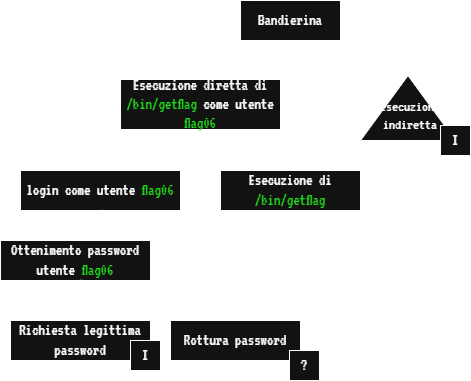 Bandierina
Esecuzione diretta di
/bin/getflag come utente
flag06
Esecuzione
indiretta
I
login come utente flag06
Esecuzione di
/bin/getflag
Ottenimento password
utente flag06
Richiesta legittima
password
I
Rottura password
?